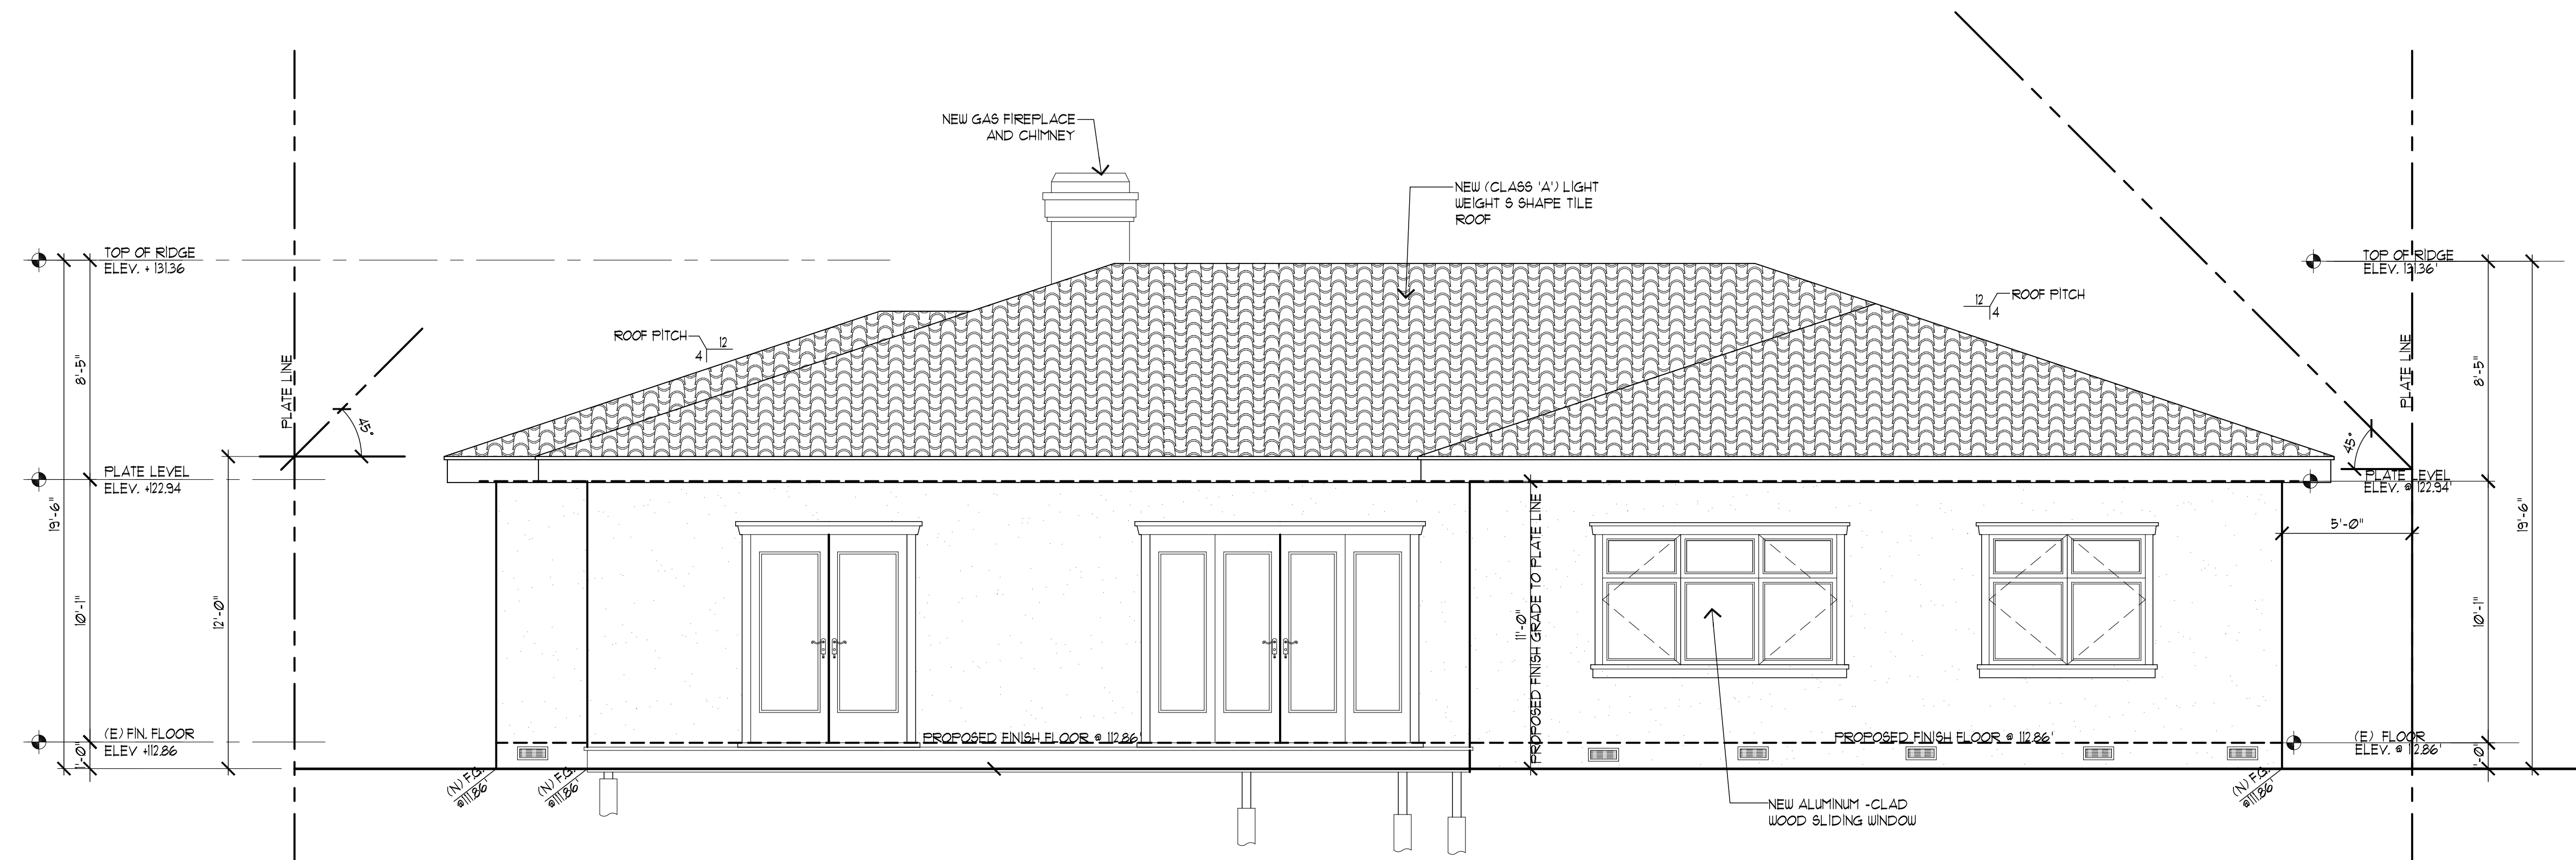 NEW GAS FIREPLACE
AND CHIMNEY
NEW (CLASS 'A') LIGHT
WEIGHT S SHAPE TILE
ROOF
TOP OF RIDGE
ELEV. + 131.36
TOP OF RIDGE
ELEV. 131.36'
ROOF PITCH
12
4
12
4
ROOF PITCH
PLATE LINE
PLATE LINE
8'-5"
8'-5"
45°
45°
PLATE LEVEL
ELEV. +122.94
PLATE LEVEL
ELEV. @ 122.94'
19'-6"
19'-6"
5'-0"
10'-1"
10'-1"
12'-0"
11'-0"
PROPOSED FINISH GRADE TO PLATE LINE
(E) FIN. FLOOR
ELEV +112.86
PROPOSED FINISH FLOOR @ 112.86'
PROPOSED FINISH FLOOR @ 112.86'
(E) FLOOR
ELEV. @ 112.86'
1'-0"
1'-0"
(N) F.G.
@111.86'
(N) F.G.
@111.86'
(N) F.G.
@111.86'
NEW ALUMINUM -CLAD
WOOD SLIDING WINDOW